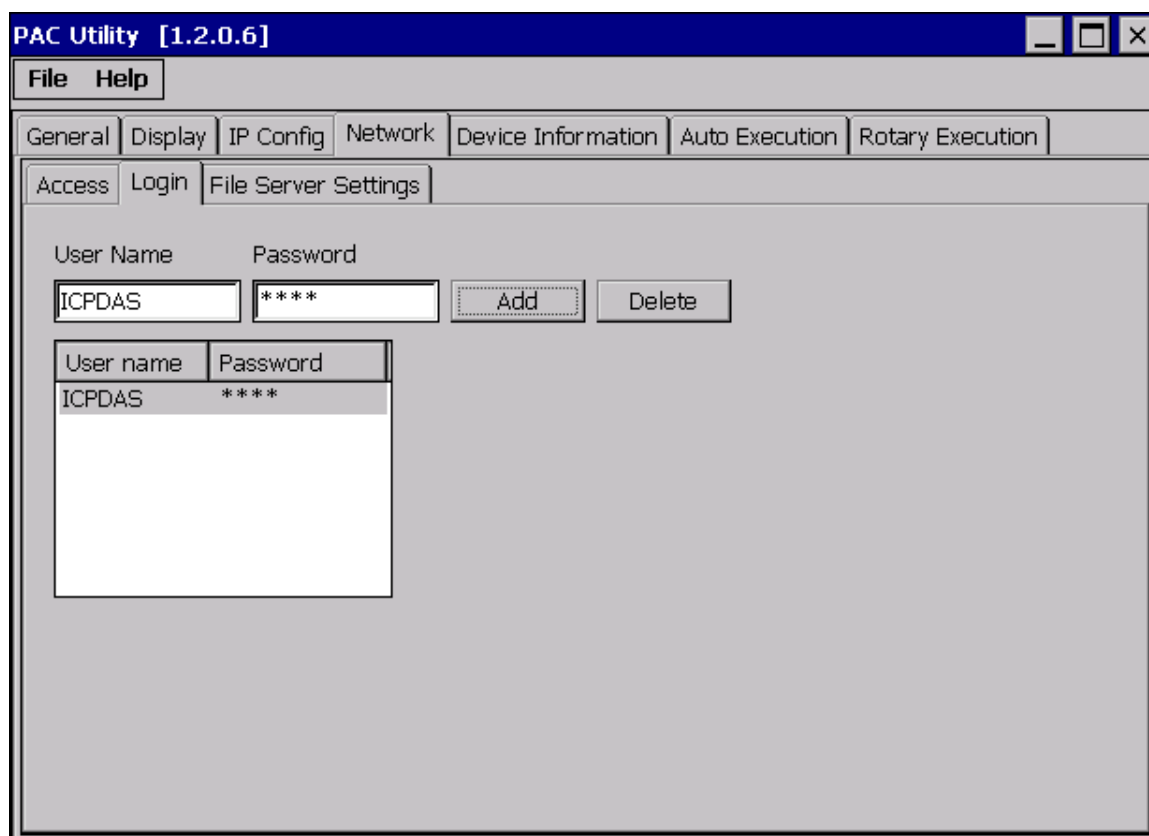 PAC Utility [1.2.0.6]
File Help
General Display IP Config Network Device Information Auto Execution Rotary Execution
Access Login File Server Settings
User Name Password
ICPDAS **** Add Delete
User name Password
ICPDAS ****